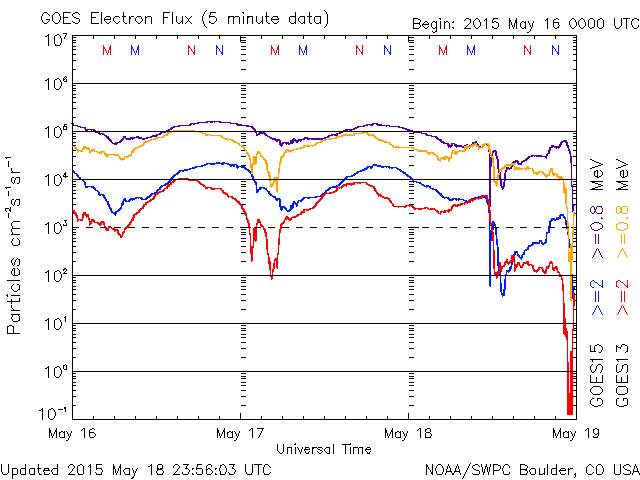 GOES Electron Flux (5 minute data)
Begin: 2015 May 16 0000 UTC
M M N N M M N N M M N N
10⁷
10⁶
10⁵
10⁴
10³
10²
10¹
10⁰
10⁻¹
Particles cm⁻²s⁻¹sr⁻¹
May 16 May 17 May 18 May 19
Universal Time
GOES15 >=2 >=0.8 MeV
GOES13 >=2 >=0.8 MeV
Updated 2015 May 18 23:56:03 UTC
NOAA/SWPC Boulder, CO USA